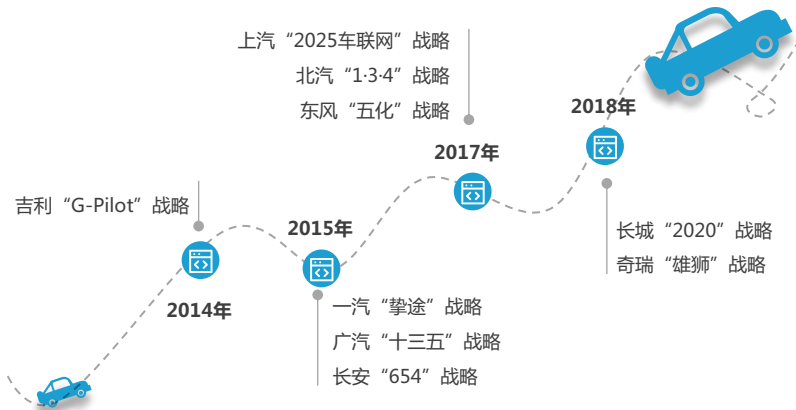 吉利“G-Pilot”战略
2014年
2015年
一汽“挚途”战略
广汽“十三五”战略
长安“654”战略
上汽“2025车联网”战略
北汽“1·3·4”战略
东风“五化”战略
2017年
2018年
长城“2020”战略
奇瑞“雄狮”战略